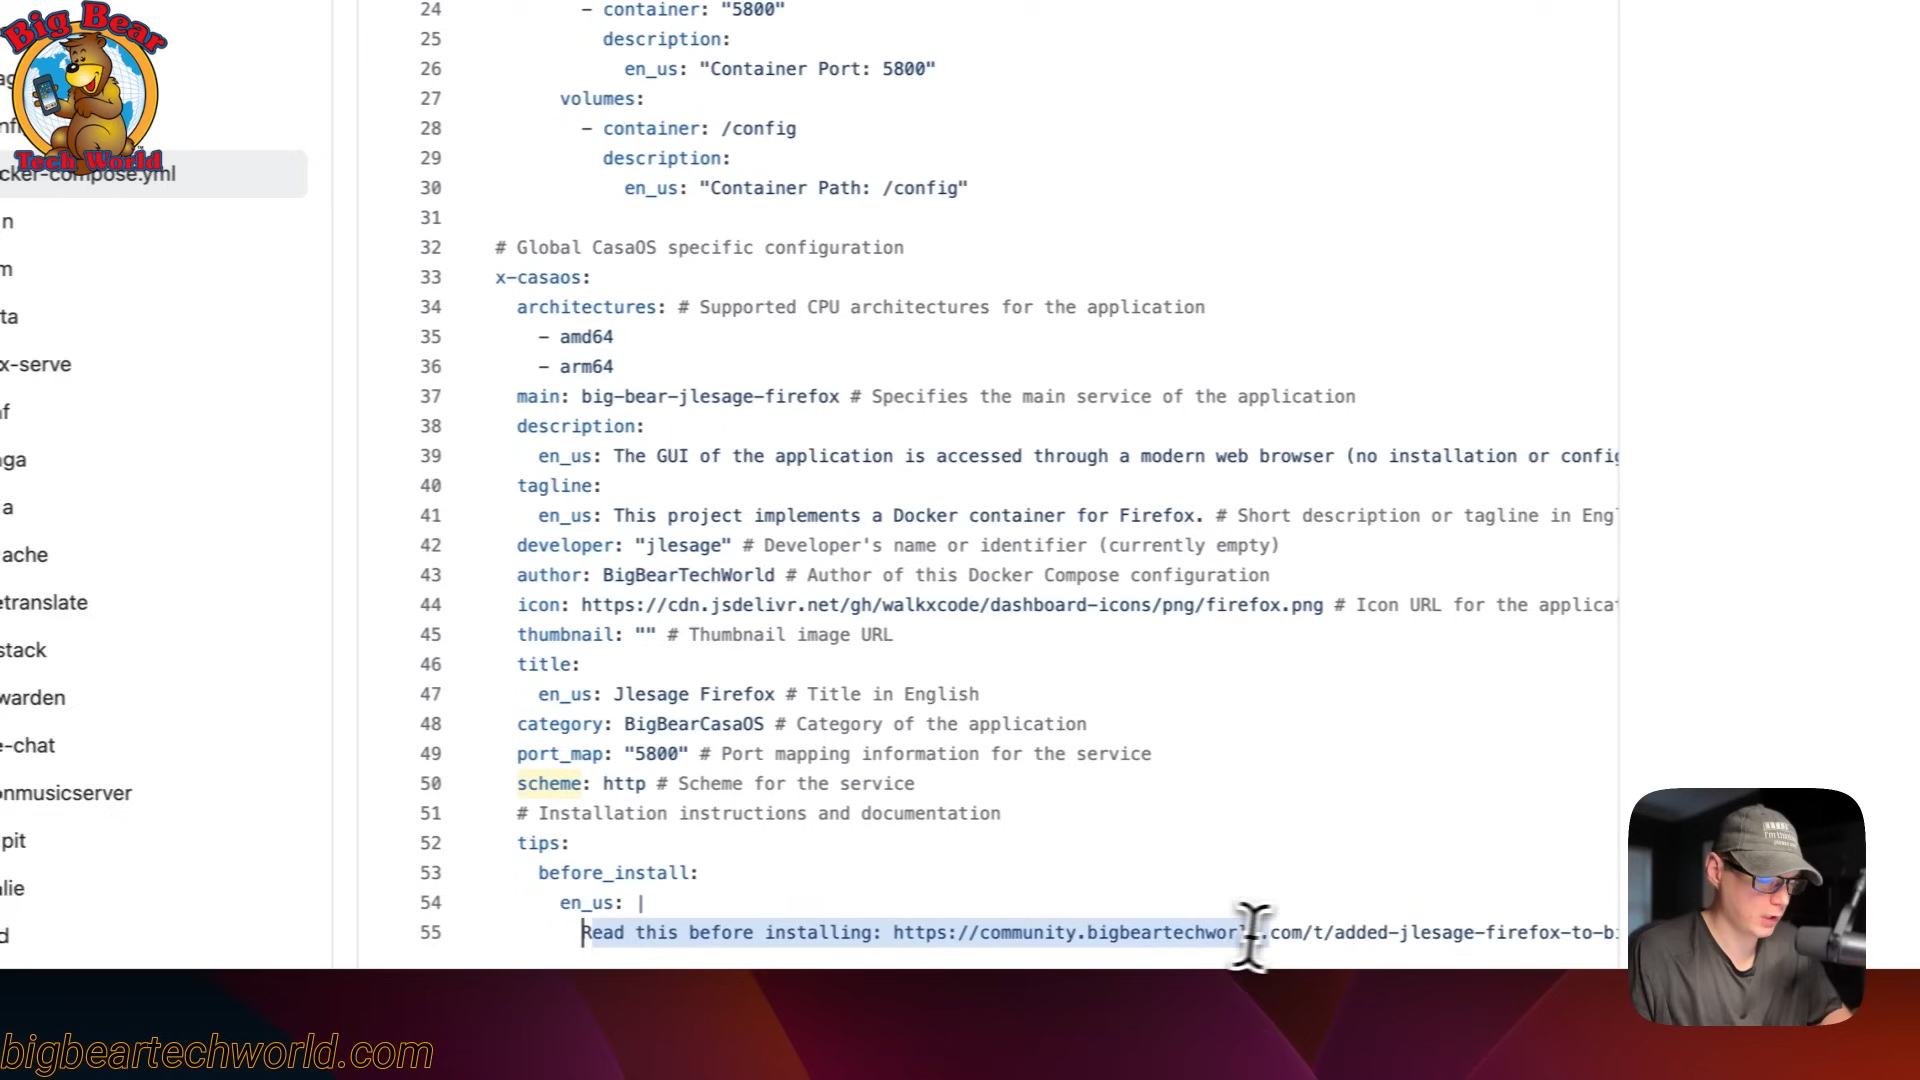 Big Bear
Tech World
cker-compose.yml
n
m
ta
x-serve
af
aga
a
ache
etranslate
stack
warden
e-chat
onmusicserver
pit
alie
d
24 - container: "5800"
25 description:
26 en_us: "Container Port: 5800"
27 volumes:
28 - container: /config
29 description:
30 en_us: "Container Path: /config"
31
32 # Global CasaOS specific configuration
33 x-casaos:
34 architectures: # Supported CPU architectures for the application
35 - amd64
36 - arm64
37 main: big-bear-jlesage-firefox # Specifies the main service of the application
38 description:
39 en_us: The GUI of the application is accessed through a modern web browser (no installation or config
40 tagline:
41 en_us: This project implements a Docker container for Firefox. # Short description or tagline in Engl
42 developer: "jlesage" # Developer's name or identifier (currently empty)
43 author: BigBearTechWorld # Author of this Docker Compose configuration
44 icon: https://cdn.jsdelivr.net/gh/walkxcode/dashboard-icons/png/firefox.png # Icon URL for the applicat
45 thumbnail: "" # Thumbnail image URL
46 title:
47 en_us: Jlesage Firefox # Title in English
48 category: BigBearCasaOS # Category of the application
49 port_map: "5800" # Port mapping information for the service
50 scheme: http # Scheme for the service
51 # Installation instructions and documentation
52 tips:
53 before_install:
54 en_us: |
55 Read this before installing: https://community.bigbeartechworld.com/t/added-jlesage-firefox-to-bi
bigbeartechworld.com